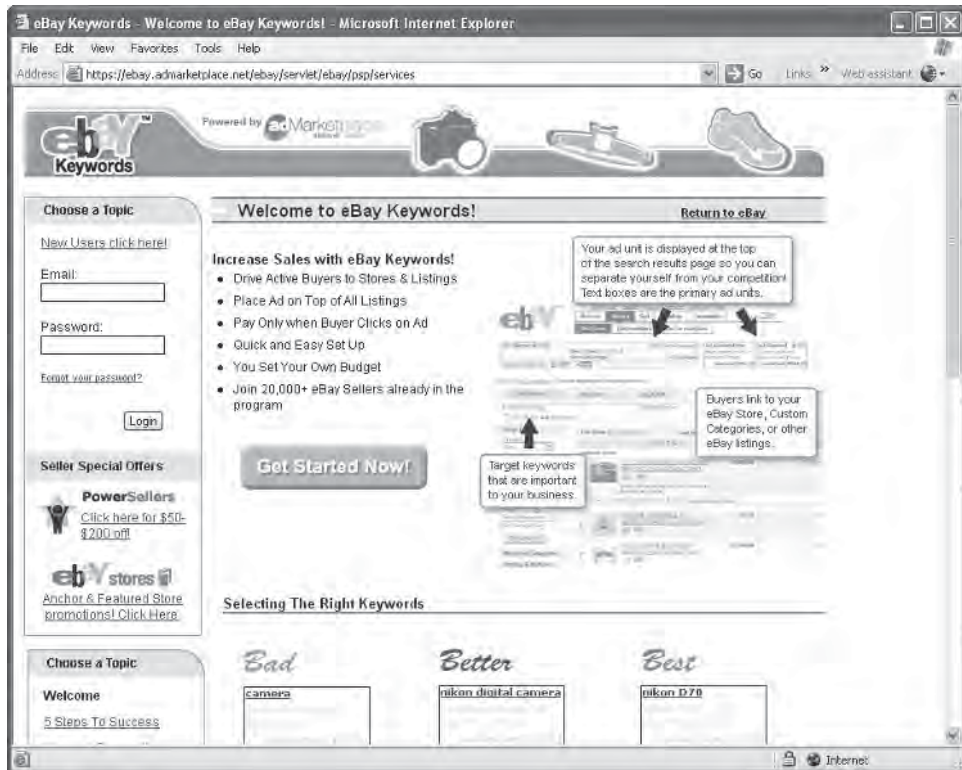 eBay Keywords - Welcome to eBay Keywords! - Microsoft Internet Explorer
File Edit View Favorites Tools Help
Address https://ebay.admarketplace.net/ebay/servlet/ebay/psp/services Go Links » Web assistant
ebY™
Keywords
Powered by adMarketplace
Choose a Topic
New Users click here!
Email:
Password:
Forgot your password?
Login
Seller Special Offers
PowerSellers
Click here for $50-
$200 off!
ebY stores
Anchor & Featured Store
promotions! Click Here.
Choose a Topic
Welcome
5 Steps To Success
Welcome to eBay Keywords!
Return to eBay
Increase Sales with eBay Keywords!
• Drive Active Buyers to Stores & Listings
• Place Ad on Top of All Listings
• Pay Only when Buyer Clicks on Ad
• Quick and Easy Set Up
• You Set Your Own Budget
• Join 20,000+ eBay Sellers already in the
program
Get Started Now!
Your ad unit is displayed at the top
of the search results page so you can
separate yourself from your competition!
Text boxes are the primary ad units.
ebY
Buyers link to your
eBay Store, Custom
Categories, or other
eBay listings.
Target keywords
that are important
to your business.
Selecting The Right Keywords
Bad
Better
Best
camera
nikon digital camera
nikon D70
Internet